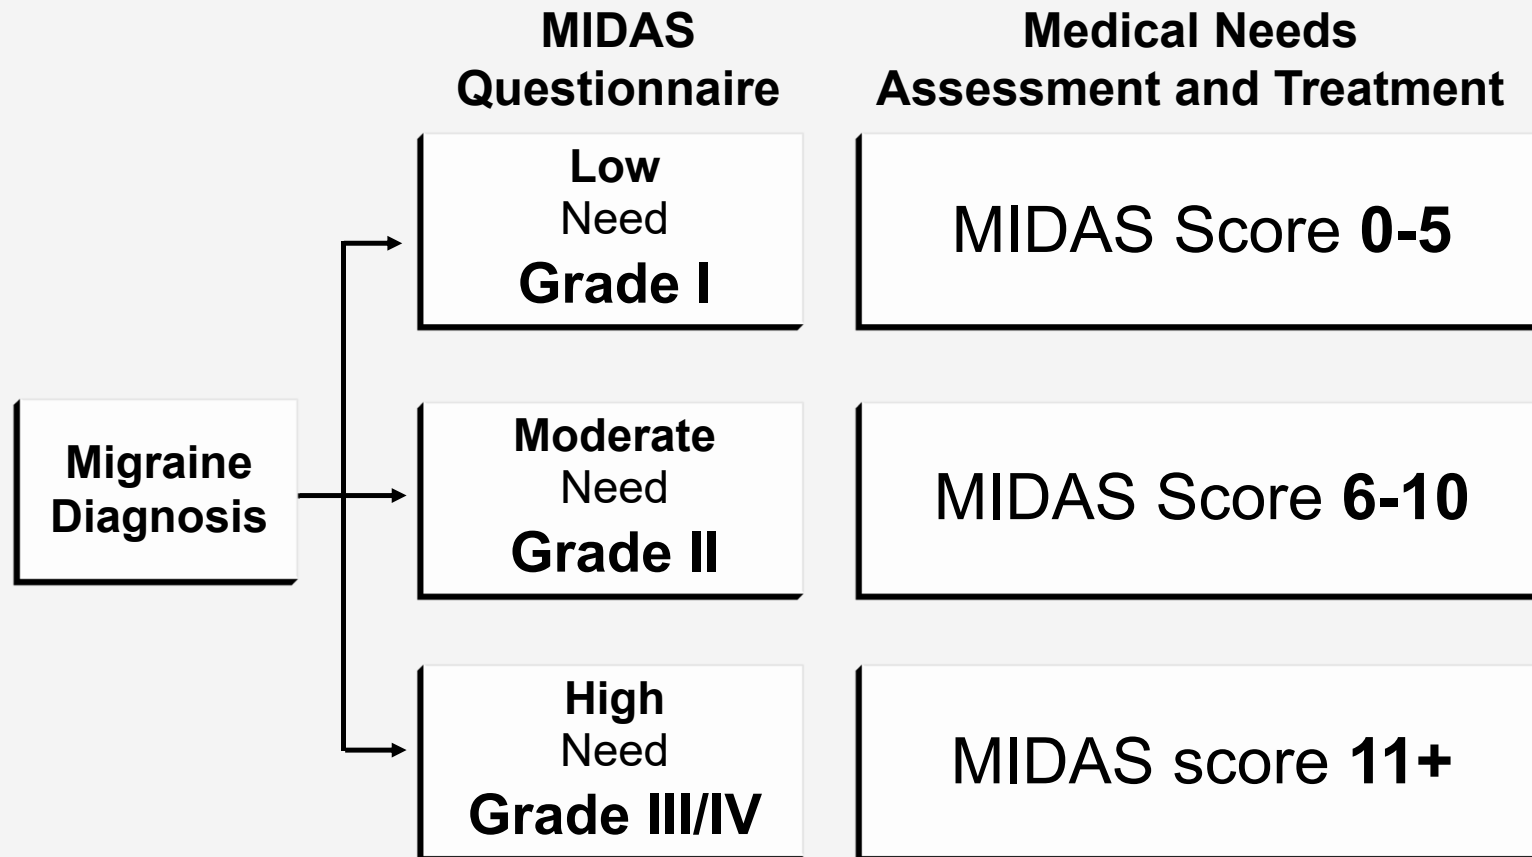 MIDAS
Questionnaire
Medical Needs
Assessment and Treatment
Low
Need
Grade I
MIDAS Score 0-5
Migraine
Diagnosis
Moderate
Need
Grade II
MIDAS Score 6-10
High
Need
Grade III/IV
MIDAS score 11+